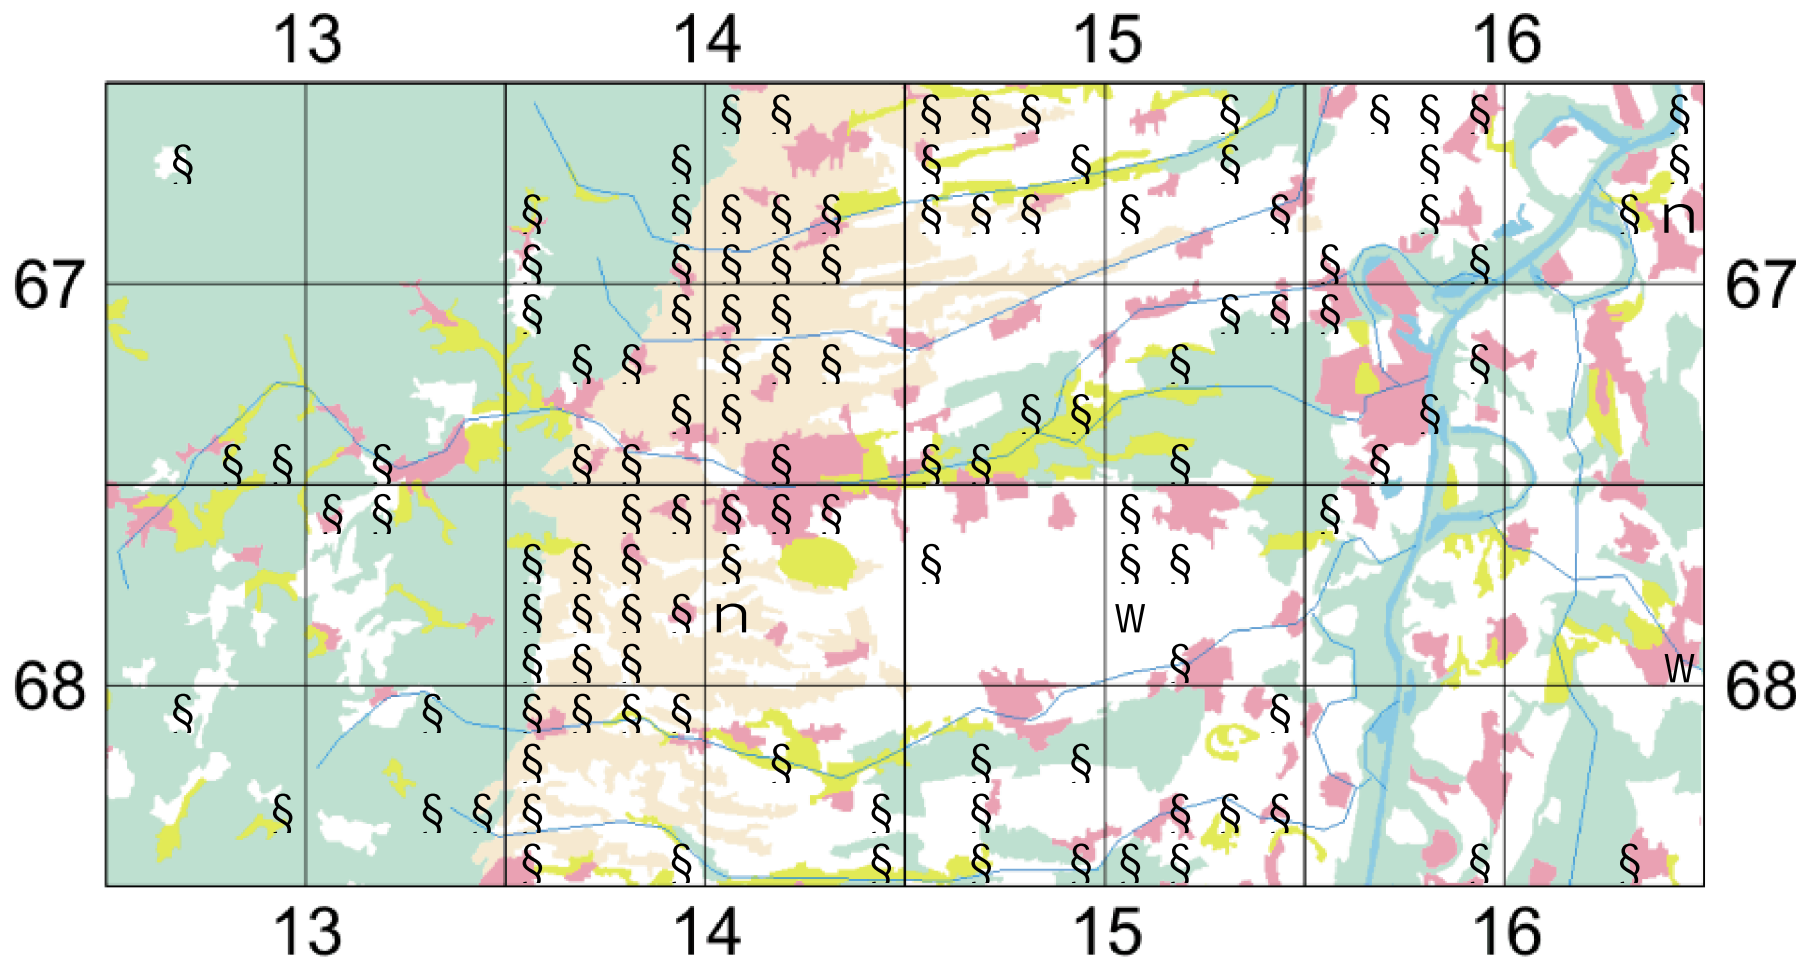 13 14 15 16
§ § § § § § § § § §
§ § § § § § §
§ § § § § § § § § § § § n
§ § § § § § §
67 67
§ § § § § § §
§ § § § § § §
§ § § § §
§ § § § § § § § § §
§ § § § § § § § §
§ § § § § § §
§ § § § n w
§ § § § w
68 68
§ § § § § § §
§ § § §
§ § § § § § § § §
§ § § § § § § § §
13 14 15 16